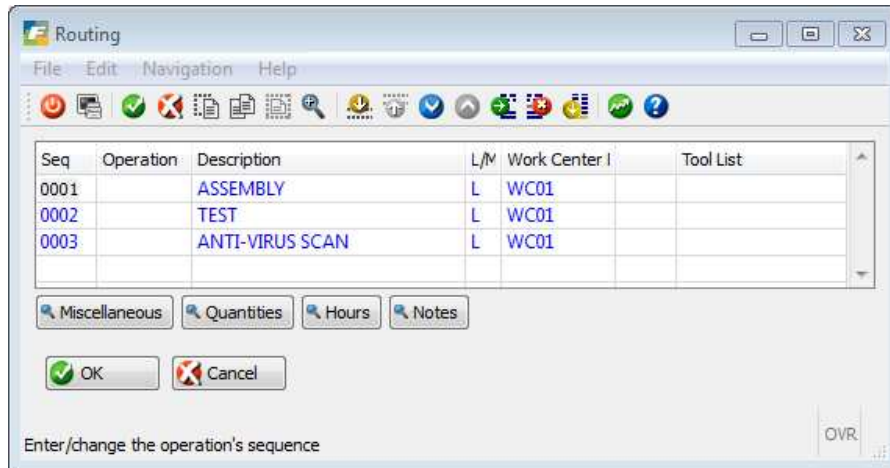 Routing
File Edit Navigation Help
Seq Operation Description L/M Work Center I Tool List
0001 ASSEMBLY L WC01
0002 TEST L WC01
0003 ANTI-VIRUS SCAN L WC01
Miscellaneous Quantities Hours Notes
OK Cancel
Enter/change the operation's sequence OVR